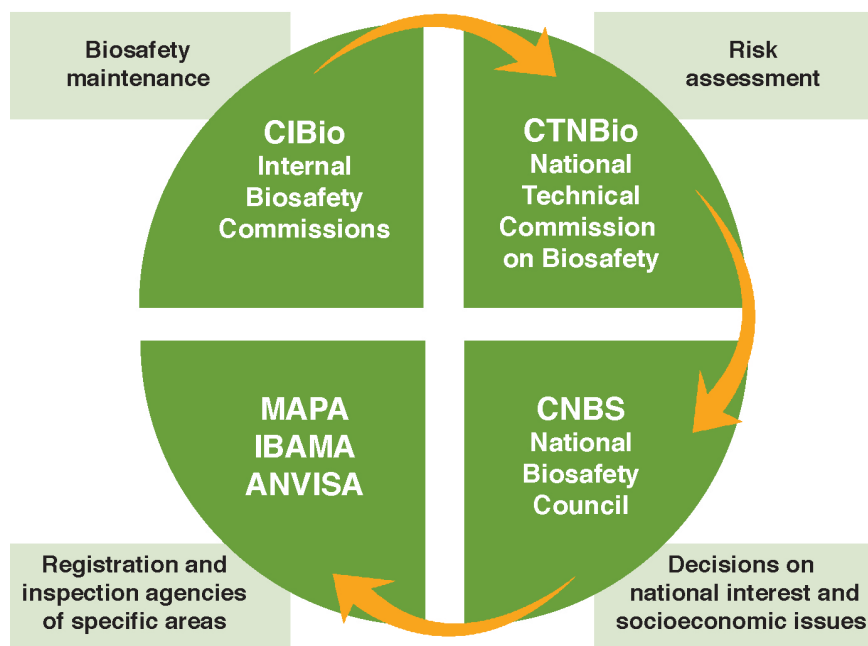 Biosafety
maintenance
Risk
assessment
CIBio
Internal
Biosafety
Commissions
CTNBio
National
Technical
Commission
on Biosafety
MAPA
IBAMA
ANVISA
CNBS
National
Biosafety
Council
Registration and
inspection agencies
of specific areas
Decisions on
national interest and
socioeconomic issues